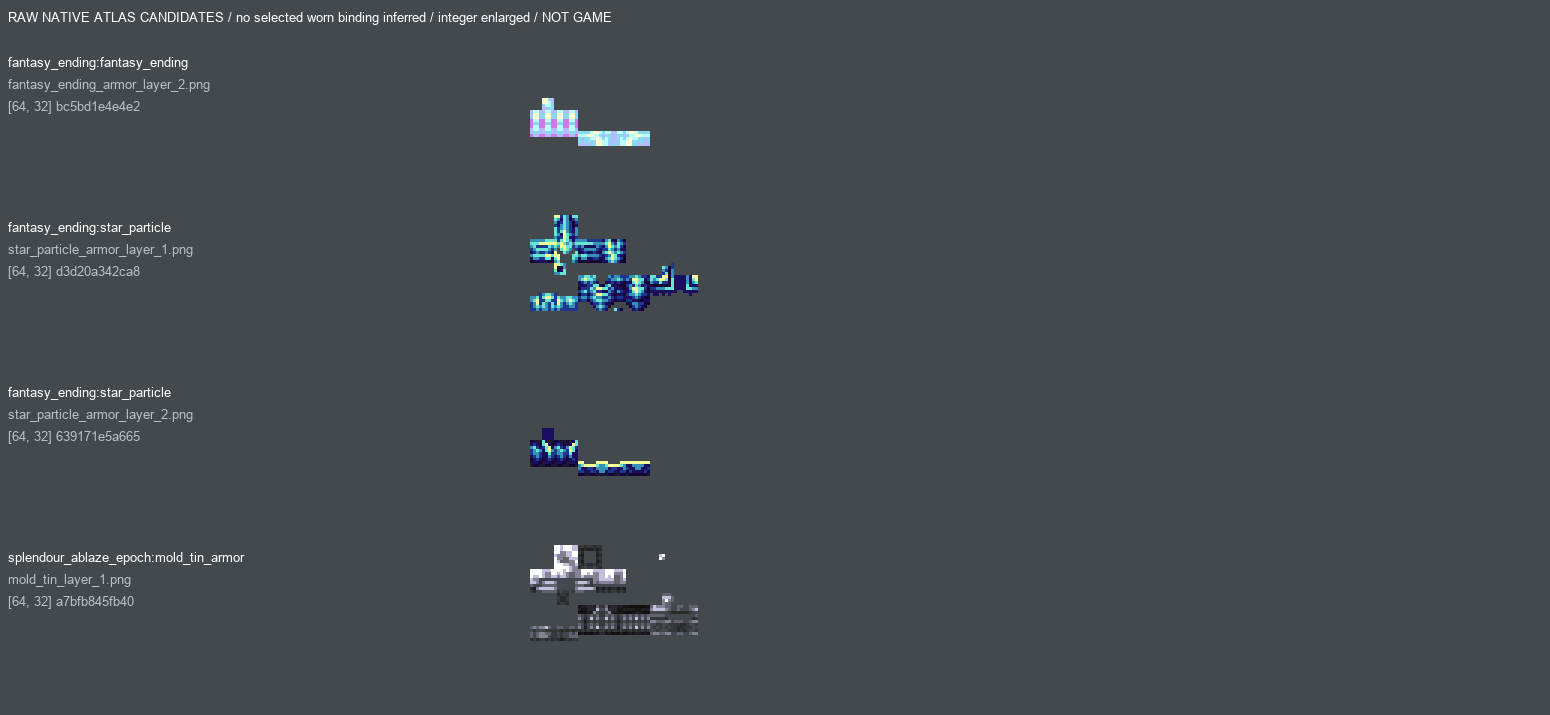 RAW NATIVE ATLAS CANDIDATES / no selected worn binding inferred / integer enlarged / NOT GAME
fantasy_ending:fantasy_ending
fantasy_ending_armor_layer_2.png
[64, 32] bc5bd1e4e4e2
fantasy_ending:star_particle
star_particle_armor_layer_1.png
[64, 32] d3d20a342ca8
fantasy_ending:star_particle
star_particle_armor_layer_2.png
[64, 32] 639171e5a665
splendour_ablaze_epoch:mold_tin_armor
mold_tin_layer_1.png
[64, 32] a7bfb845fb40